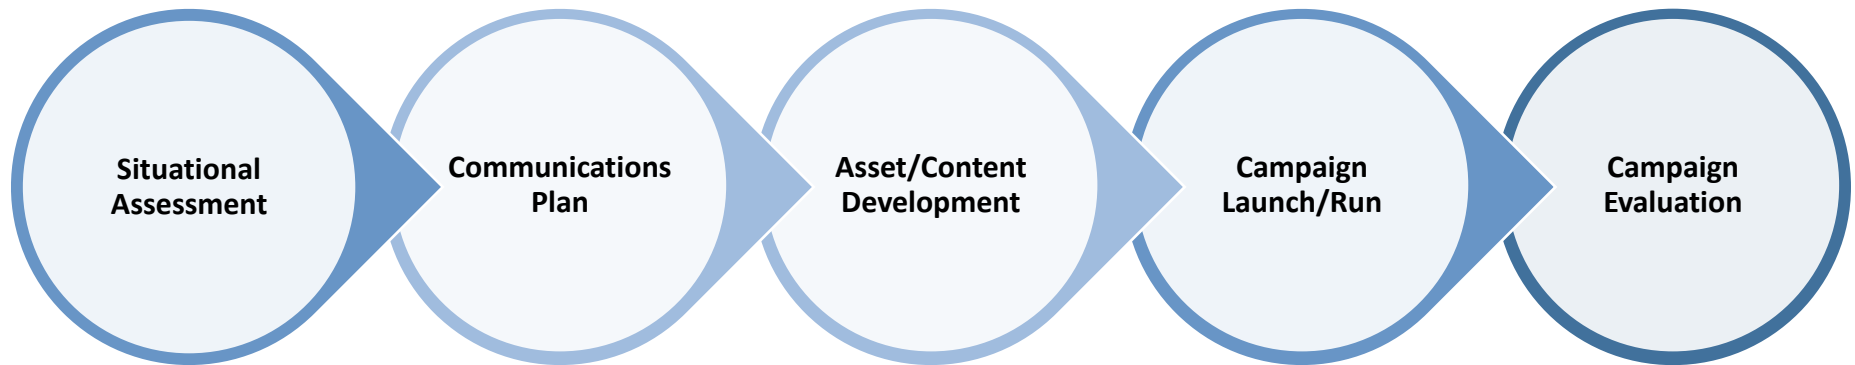 Situational
Assessment
Communications
Plan
Asset/Content
Development
Campaign
Launch/Run
Campaign
Evaluation